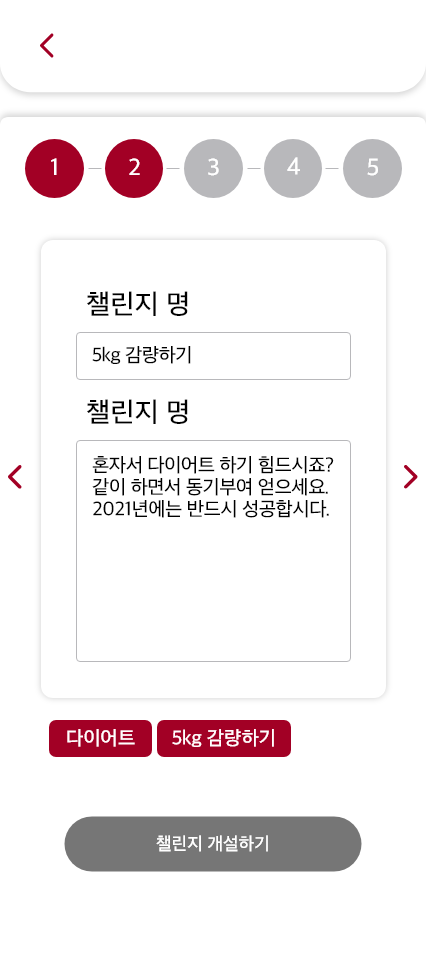 1 2 3 4 5
챌린지 명
5kg 감량하기
챌린지 명
혼자서 다이어트 하기 힘드시죠?
같이 하면서 동기부여 얻으세요.
2021년에는 반드시 성공합시다.
다이어트 5kg 감량하기
챌린지 개설하기